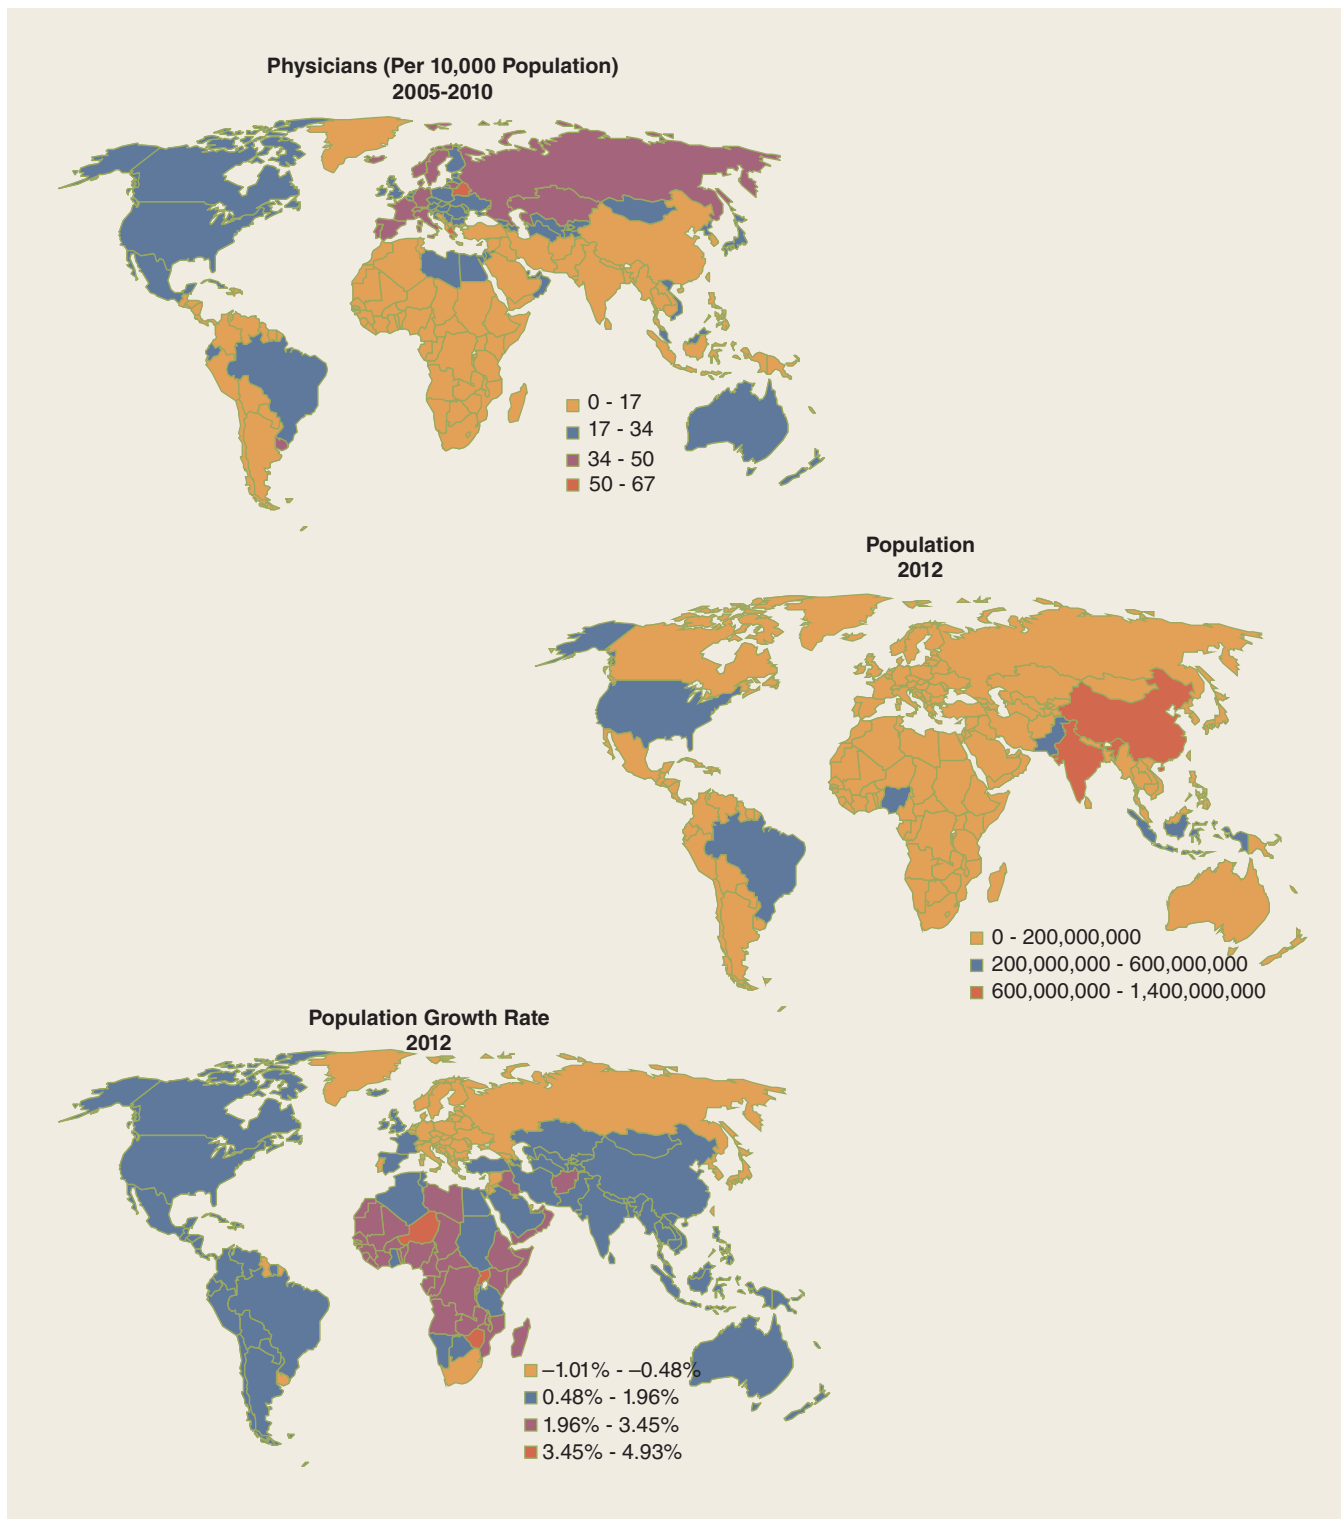 Physicians (Per 10,000 Population)
2005-2010
0 - 17
17 - 34
34 - 50
50 - 67
Population
2012
0 - 200,000,000
200,000,000 - 600,000,000
600,000,000 - 1,400,000,000
Population Growth Rate
2012
–1.01% - –0.48%
0.48% - 1.96%
1.96% - 3.45%
3.45% - 4.93%